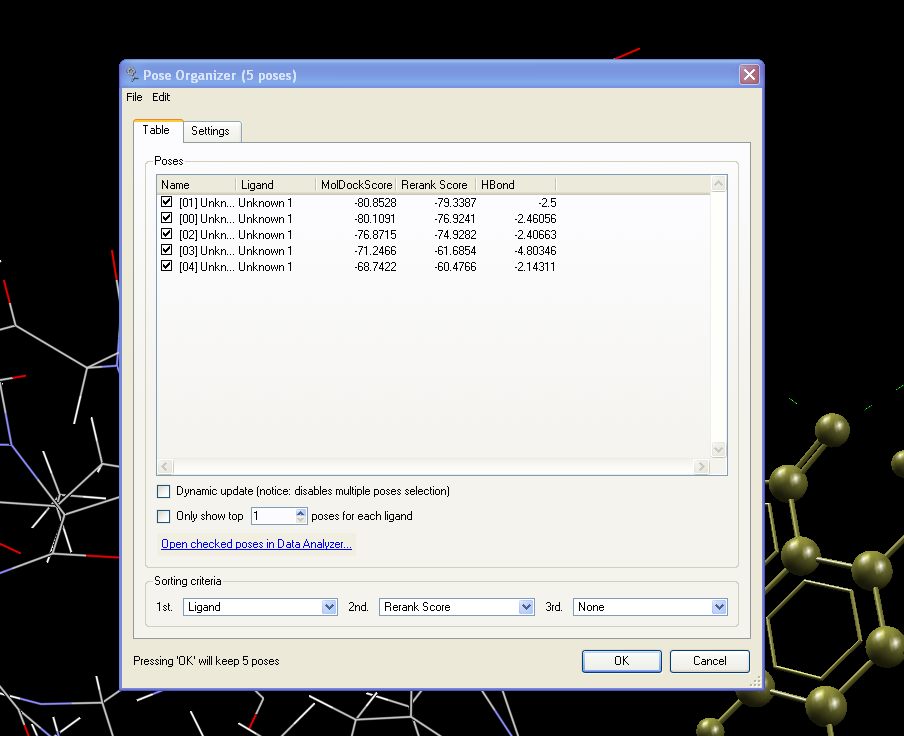 Pose Organizer (5 poses)
File Edit
Table Settings
Poses
Name Ligand MolDockScore Rerank Score HBond
[01] Unkn... Unknown 1 -80.8528 -79.3387 -2.5
[00] Unkn... Unknown 1 -80.1091 -76.9241 -2.46056
[02] Unkn... Unknown 1 -76.8715 -74.9282 -2.40663
[03] Unkn... Unknown 1 -71.2466 -61.6854 -4.80346
[04] Unkn... Unknown 1 -68.7422 -60.4766 -2.14311
Dynamic update (notice: disables multiple poses selection)
Only show top 1 poses for each ligand
Open checked poses in Data Analyzer...
Sorting criteria
1st. Ligand 2nd. Rerank Score 3rd. None
Pressing 'OK' will keep 5 poses OK Cancel